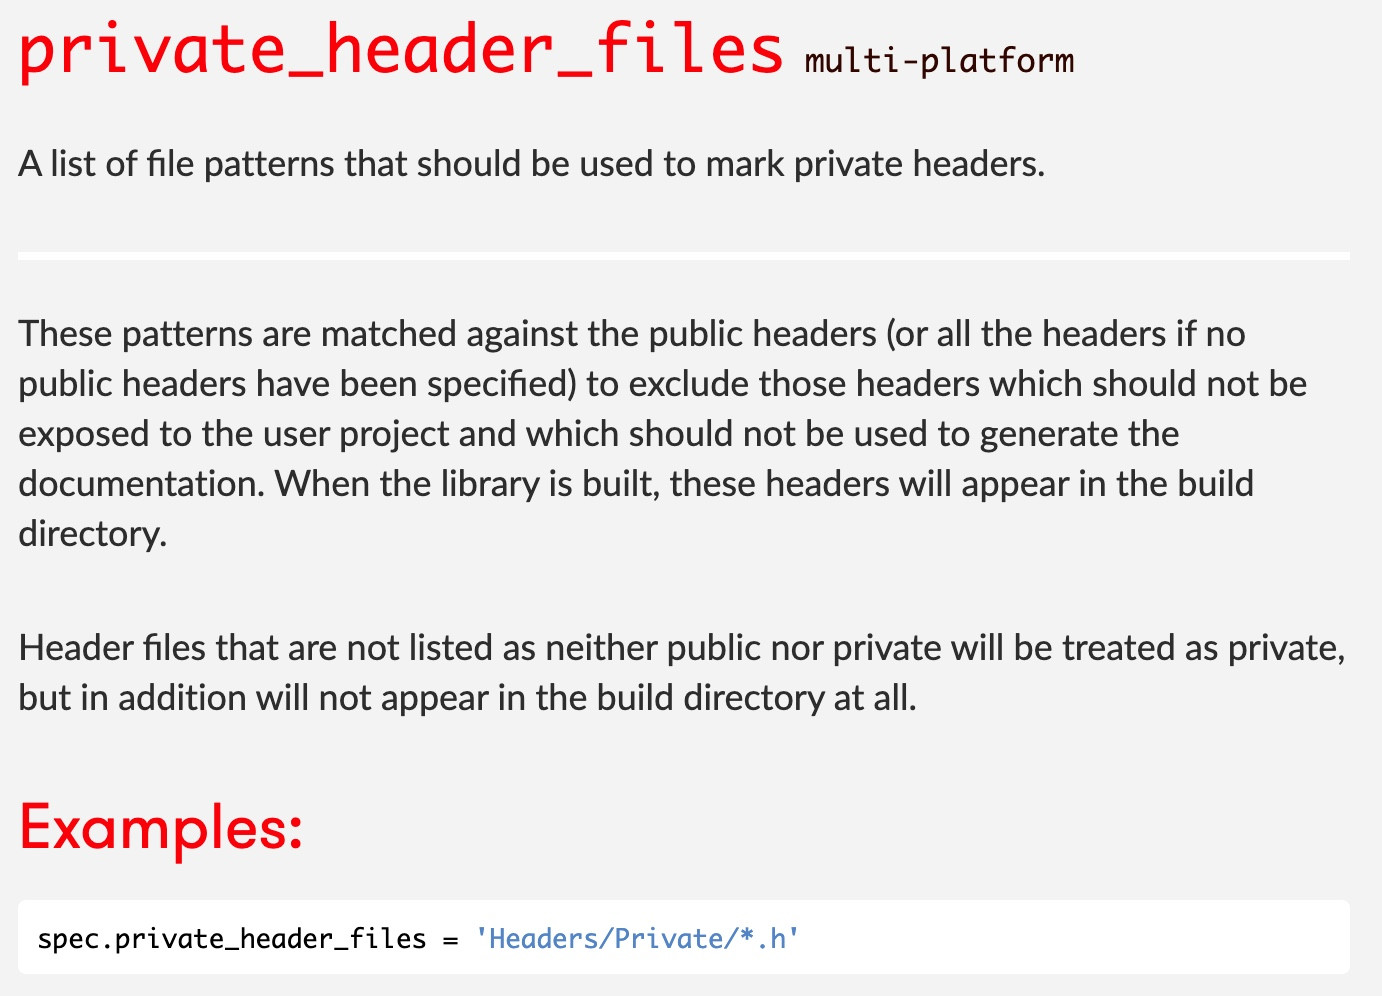 private_header_files multi-platform
A list of file patterns that should be used to mark private headers.
These patterns are matched against the public headers (or all the headers if no
public headers have been specified) to exclude those headers which should not be
exposed to the user project and which should not be used to generate the
documentation. When the library is built, these headers will appear in the build
directory.
Header files that are not listed as neither public nor private will be treated as private,
but in addition will not appear in the build directory at all.
Examples:
spec.private_header_files = 'Headers/Private/*.h'